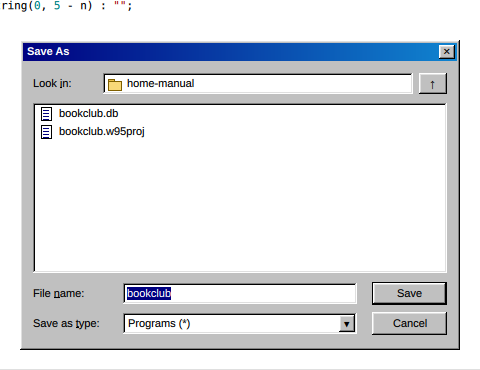 ring(0, 5 - n) : "";
Save As
Look in: home-manual ↑
bookclub.db
bookclub.w95proj
File name: bookclub Save
Save as type: Programs (*) Cancel